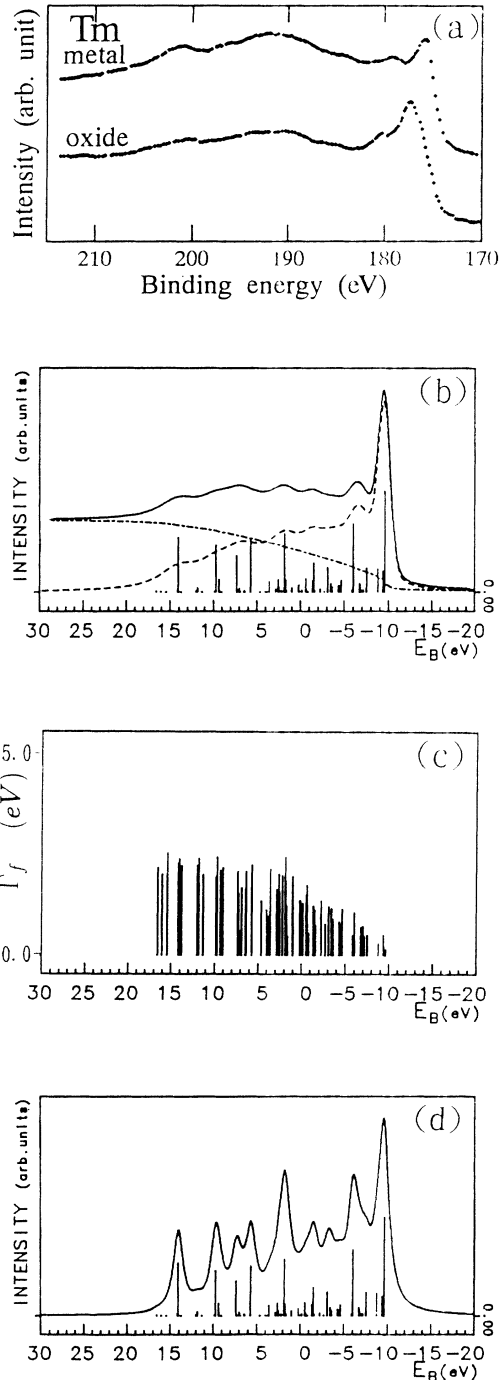 Tm
metal
(a)
oxide
Intensity (arb. unit)
210 200 190 180 170
Binding energy (eV)
(b)
INTENSITY (arb.units)
0.00
30 25 20 15 10 5 0 -5 -10 -15 -20
E_B(eV)
(c)
5.0
0.0
Γ_f (eV)
30 25 20 15 10 5 0 -5 -10 -15 -20
E_B(eV)
(d)
INTENSITY (arb.units)
0.00
30 25 20 15 10 5 0 -5 -10 -15 -20
E_B(eV)